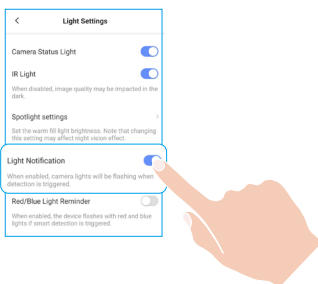 Light Settings
Camera Status Light
IR Light
When disabled, image quality may be impacted in the
dark.
Spotlight settings
Set the warm fill light brightness. Note that changing
this setting may affect night vision effect.
Light Notification
When enabled, camera lights will be flashing when
detection is triggered.
Red/Blue Light Reminder
When enabled, the device flashes with red and blue
lights if smart detection is triggered.